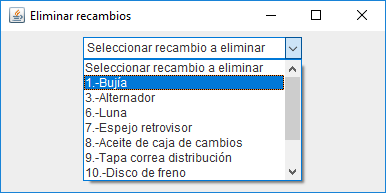 Eliminar recambios
Seleccionar recambio a eliminar
Seleccionar recambio a eliminar
1.-Bujía
3.-Alternador
6.-Luna
7.-Espejo retrovisor
8.-Aceite de caja de cambios
9.-Tapa correa distribución
10.-Disco de freno